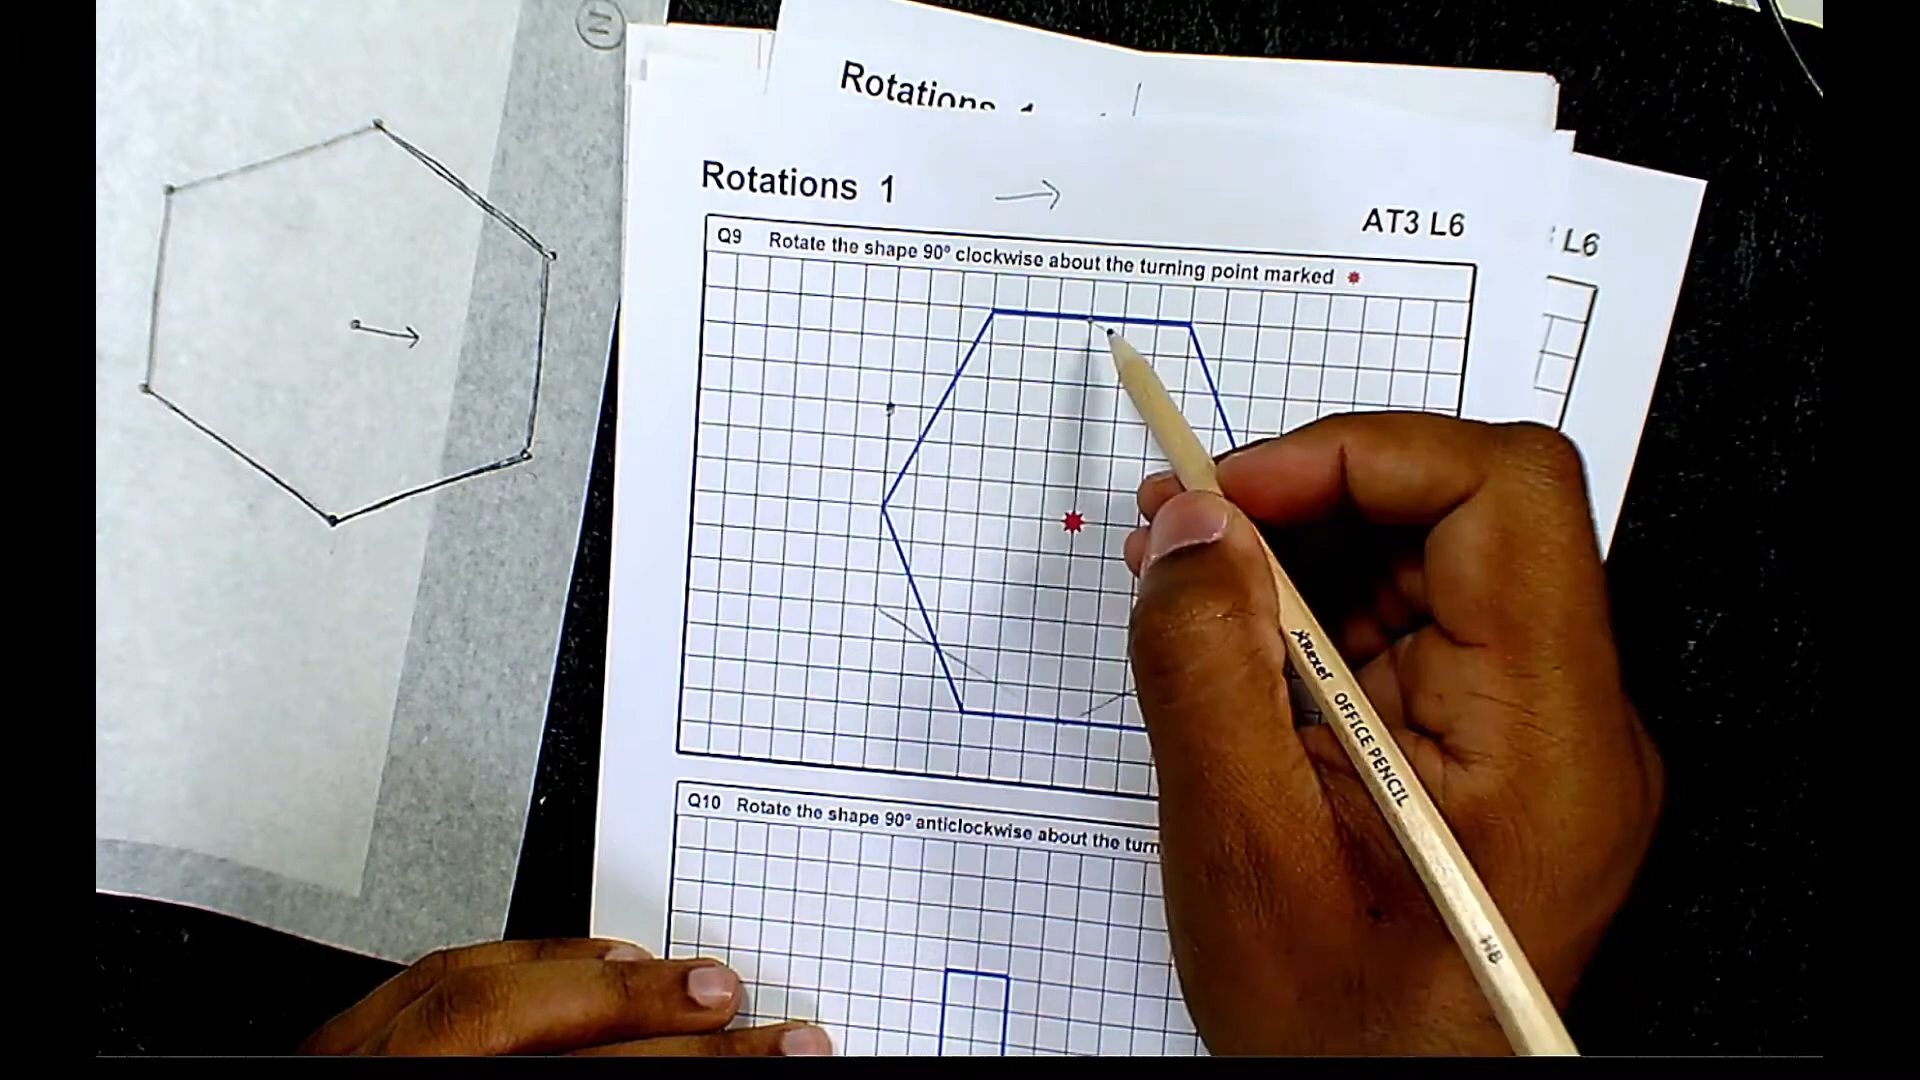 Rotations 1
Rotations 1
AT3 L6
L6
Q9 Rotate the shape 90° clockwise about the turning point marked
Q10 Rotate the shape 90° anticlockwise about the turn
Rexel OFFICE PENCIL
HB